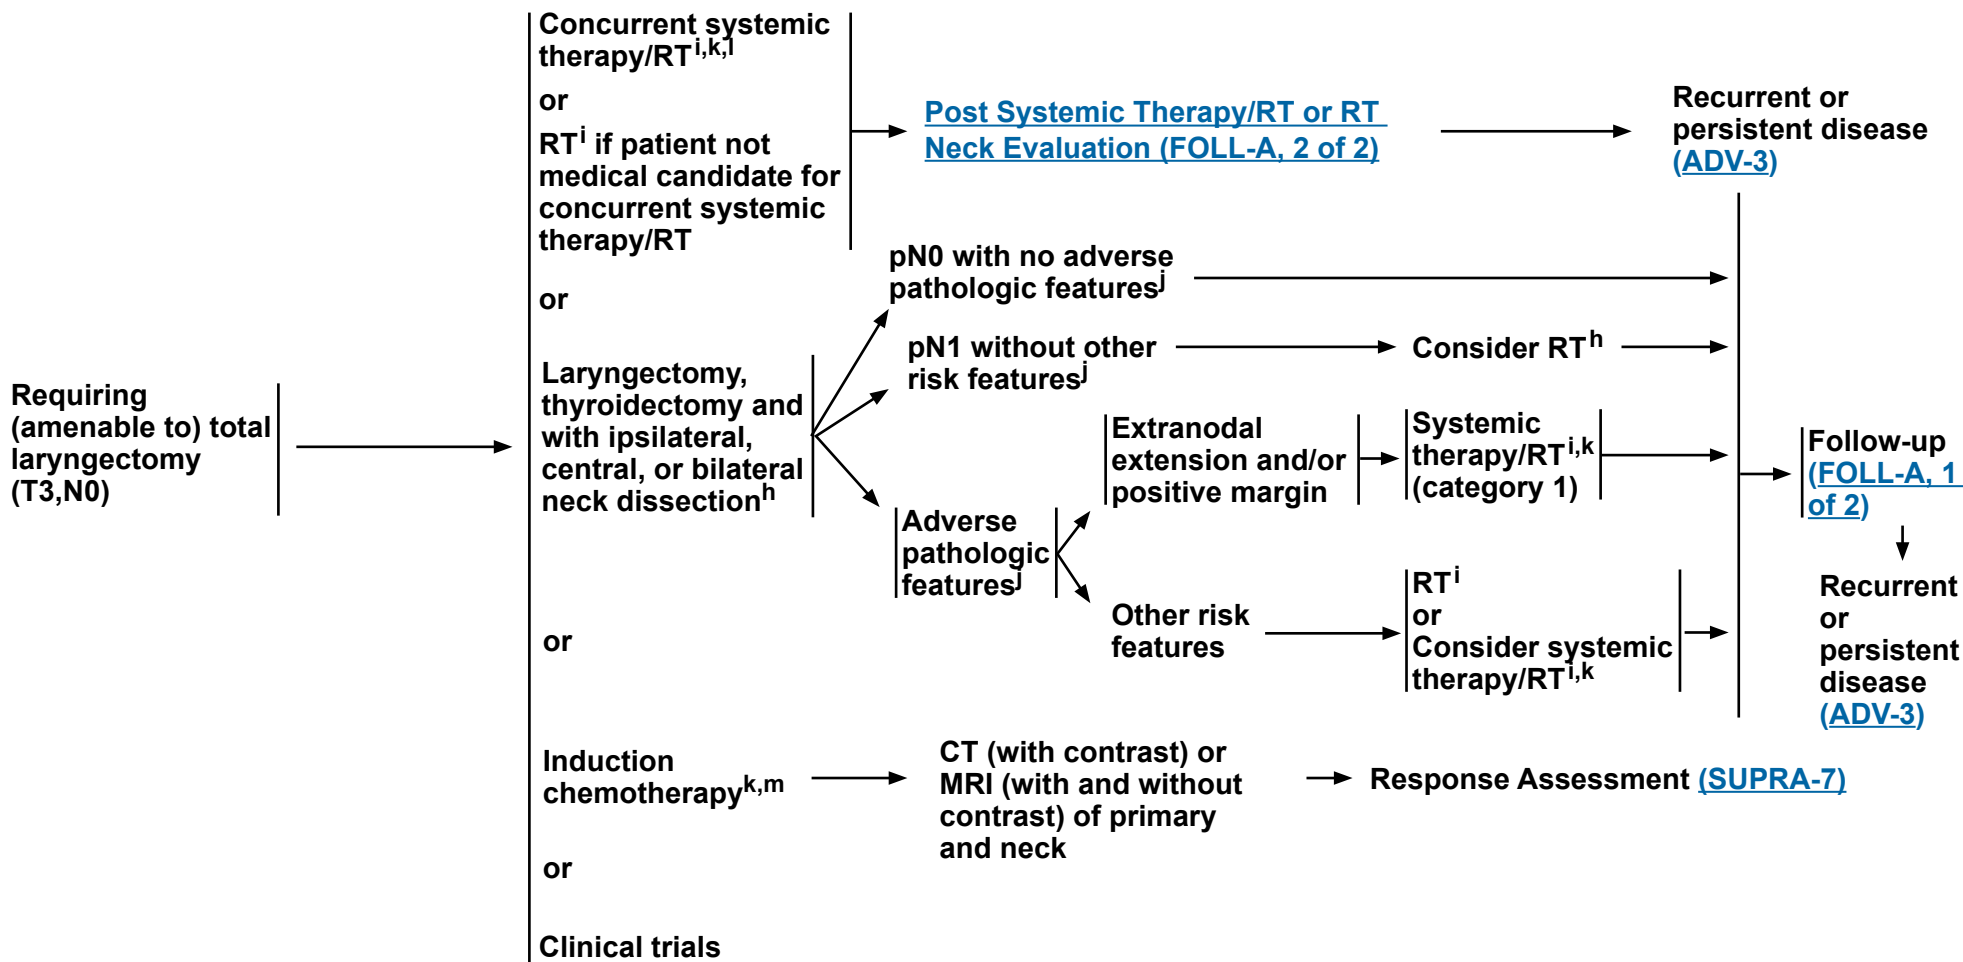 Requiring
(amenable to) total
laryngectomy
(T3,N0)
Concurrent systemic
therapy/RTi,k,l
or
RTi if patient not
medical candidate for
concurrent systemic
therapy/RT
or
Laryngectomy,
thyroidectomy and
with ipsilateral,
central, or bilateral
neck dissectionh
or
Induction
chemotherapyk,m
or
Clinical trials
Post Systemic Therapy/RT or RT
Neck Evaluation (FOLL-A, 2 of 2)
Recurrent or
persistent disease
(ADV-3)
pN0 with no adverse
pathologic featuresj
pN1 without other
risk featuresj
Consider RTh
Adverse
pathologic
featuresj
Extranodal
extension and/or
positive margin
Systemic
therapy/RTi,k
(category 1)
Other risk
features
RTi
or
Consider systemic
therapy/RTi,k
CT (with contrast) or
MRI (with and without
contrast) of primary
and neck
Response Assessment (SUPRA-7)
Follow-up
(FOLL-A, 1
of 2)
Recurrent
or
persistent
disease
(ADV-3)